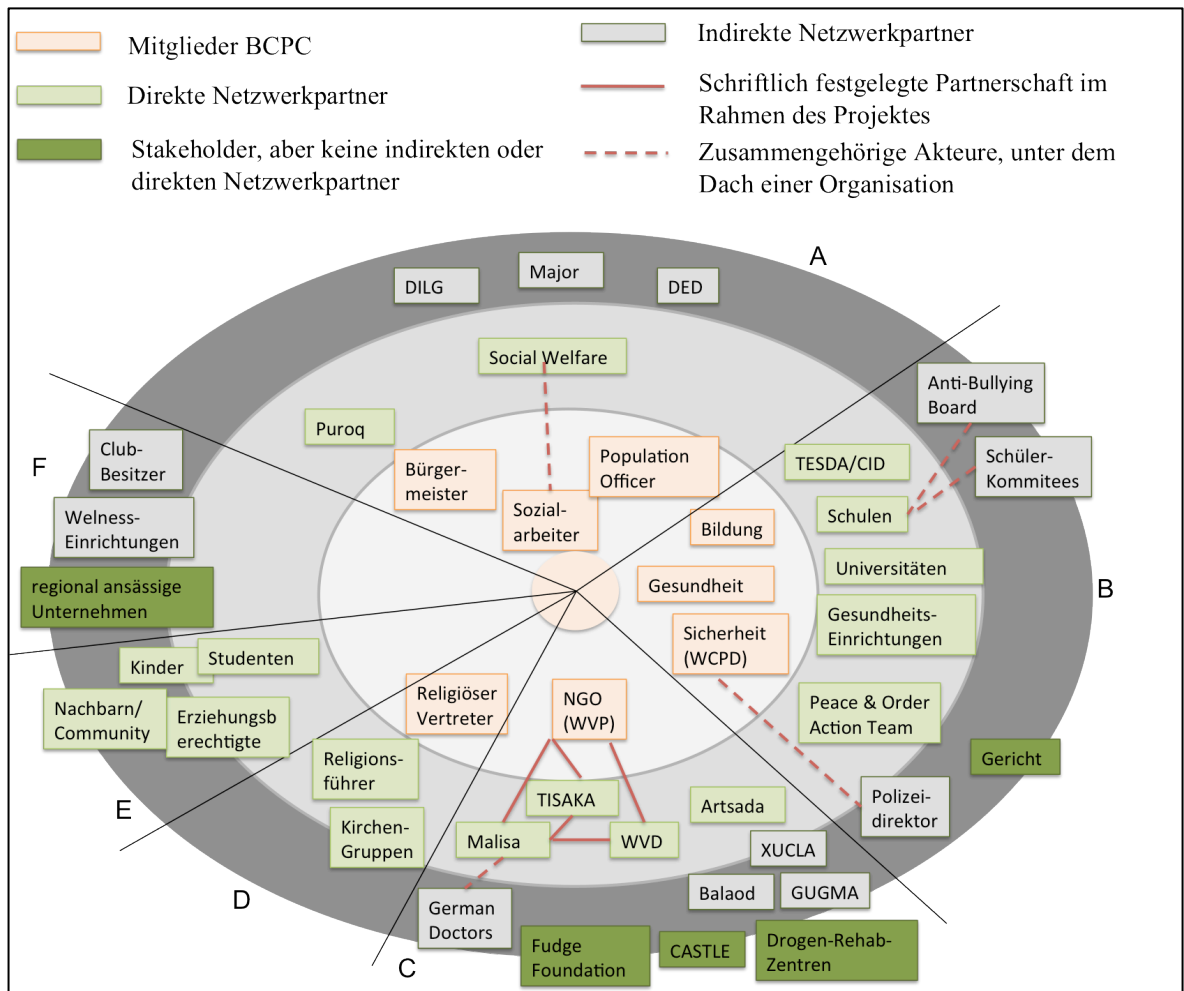 Mitglieder BCPC
Direkte Netzwerkpartner
Stakeholder, aber keine indirekten oder
direkten Netzwerkpartner
Indirekte Netzwerkpartner
Schriftlich festgelegte Partnerschaft im
Rahmen des Projektes
Zusammengehörige Akteure, unter dem
Dach einer Organisation
A
DILG
Major
DED
Social Welfare
Puroq
Bürger-
meister
Population
Officer
Sozial-
arbeiter
Anti-Bullying
Board
Schüler-
Kommitees
TESDA/CID
Schulen
Bildung
Universitäten
Gesundheit
B
Gesundheits-
Einrichtungen
Sicherheit
(WCPD)
Peace & Order
Action Team
Gericht
Polizei-
direktor
F
Club-
Besitzer
Welness-
Einrichtungen
regional ansässige
Unternehmen
Kinder
Studenten
Nachbarn/
Community
Erziehungsb
erechtigte
E
Religiöser
Vertreter
Religions-
führer
Kirchen-
Gruppen
D
NGO
(WVP)
TISAKA
Malisa
WVD
Artsada
XUCLA
Balaod
GUGMA
German
Doctors
C
Fudge
Foundation
CASTLE
Drogen-Rehab-
Zentren